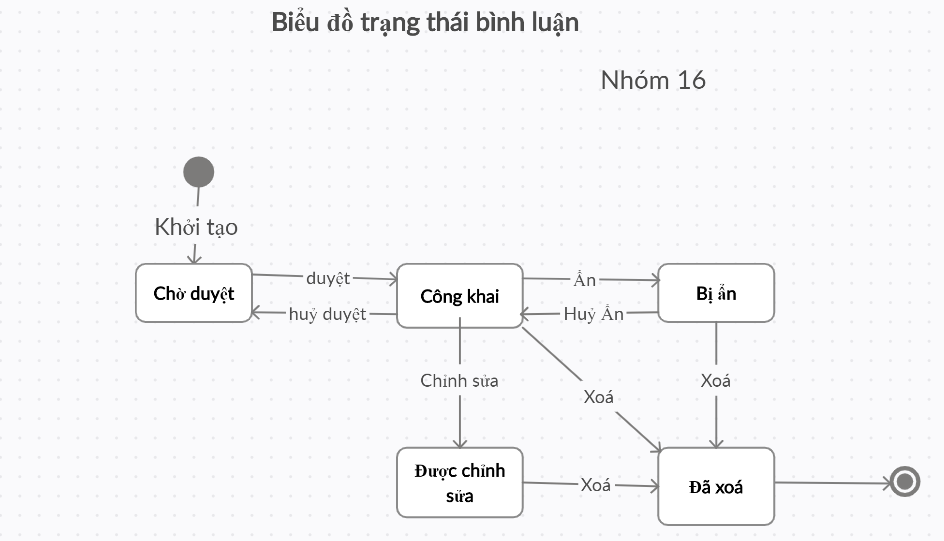 Biểu đồ trạng thái bình luận
Nhóm 16
Khởi tạo
Chờ duyệt
duyệt
huỷ duyệt
Công khai
Ẩn
Huỷ Ẩn
Bị ẩn
Chỉnh sửa
Xoá
Xoá
Được chỉnh
sửa
Xoá
Đã xoá